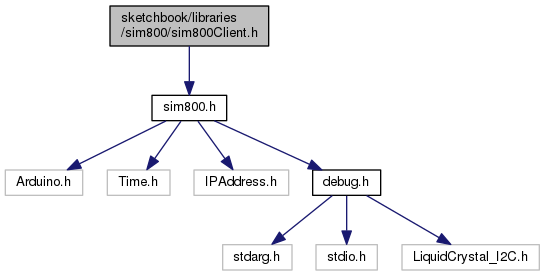 sketchbook/libraries
/sim800/sim800Client.h
sim800.h
Arduino.h
Time.h
IPAddress.h
debug.h
stdarg.h
stdio.h
LiquidCrystal_I2C.h